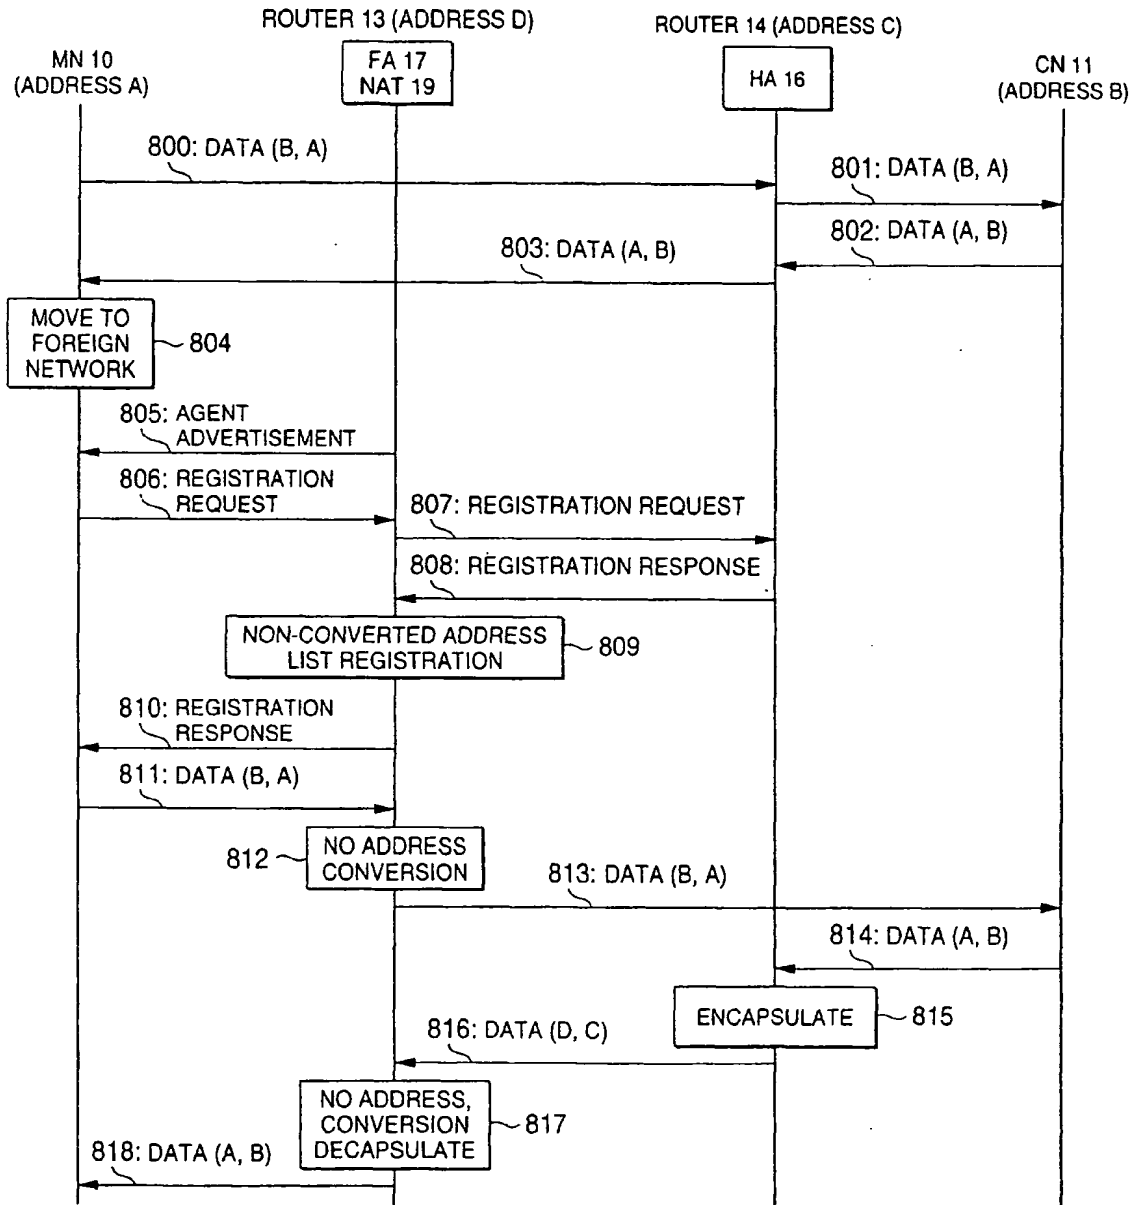 ROUTER 13 (ADDRESS D)
ROUTER 14 (ADDRESS C)
MN 10
(ADDRESS A)
FA 17
NAT 19
HA 16
CN 11
(ADDRESS B)
800: DATA (B, A)
801: DATA (B, A)
802: DATA (A, B)
803: DATA (A, B)
MOVE TO
FOREIGN
NETWORK
804
805: AGENT
ADVERTISEMENT
806: REGISTRATION
REQUEST
807: REGISTRATION REQUEST
808: REGISTRATION RESPONSE
NON-CONVERTED ADDRESS
LIST REGISTRATION
809
810: REGISTRATION
RESPONSE
811: DATA (B, A)
812
NO ADDRESS
CONVERSION
813: DATA (B, A)
814: DATA (A, B)
ENCAPSULATE
815
816: DATA (D, C)
NO ADDRESS,
CONVERSION
DECAPSULATE
817
818: DATA (A, B)